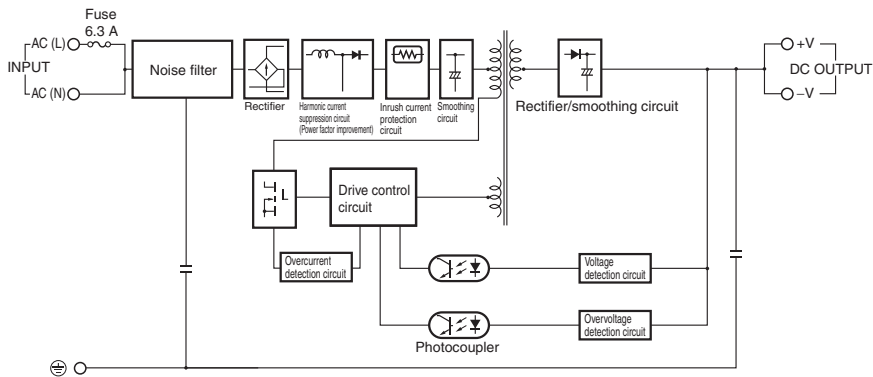 Fuse
6.3 A
AC (L)
INPUT
AC (N)
Noise filter
Rectifier
Harmonic current
suppression circuit
(Power factor improvement)
Inrush current
protection
circuit
Smoothing
circuit
Rectifier/smoothing circuit
+V
DC OUTPUT
−V
Drive control
circuit
Overcurrent
detection circuit
Voltage
detection circuit
Overvoltage
detection circuit
Photocoupler